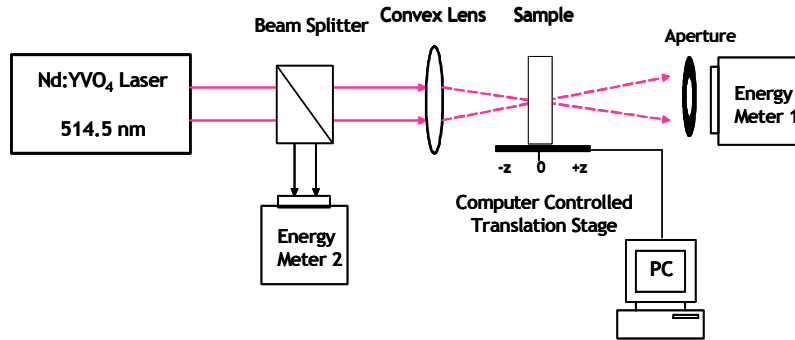 Beam Splitter
Convex Lens
Sample
Aperture
Nd:YVO₄ Laser
514.5 nm
Energy
Meter 1
-z 0 +z
Computer Controlled
Translation Stage
Energy
Meter 2
PC